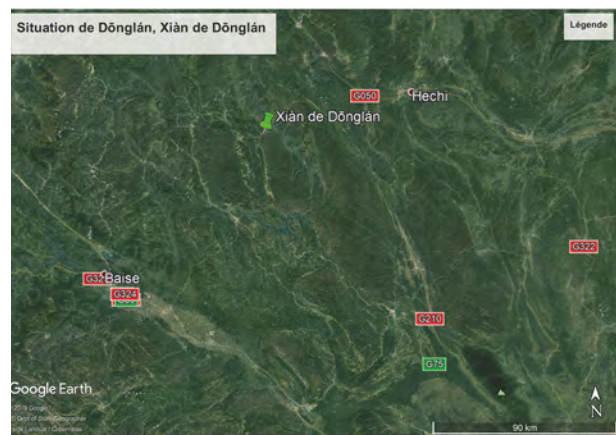 Situation de Dōnglán, Xiàn de Dōnglán
Légende
G050
Hechi
Xiàn de Dōnglán
G322
Baise
G324
G210
G75
Google Earth
N
90 km